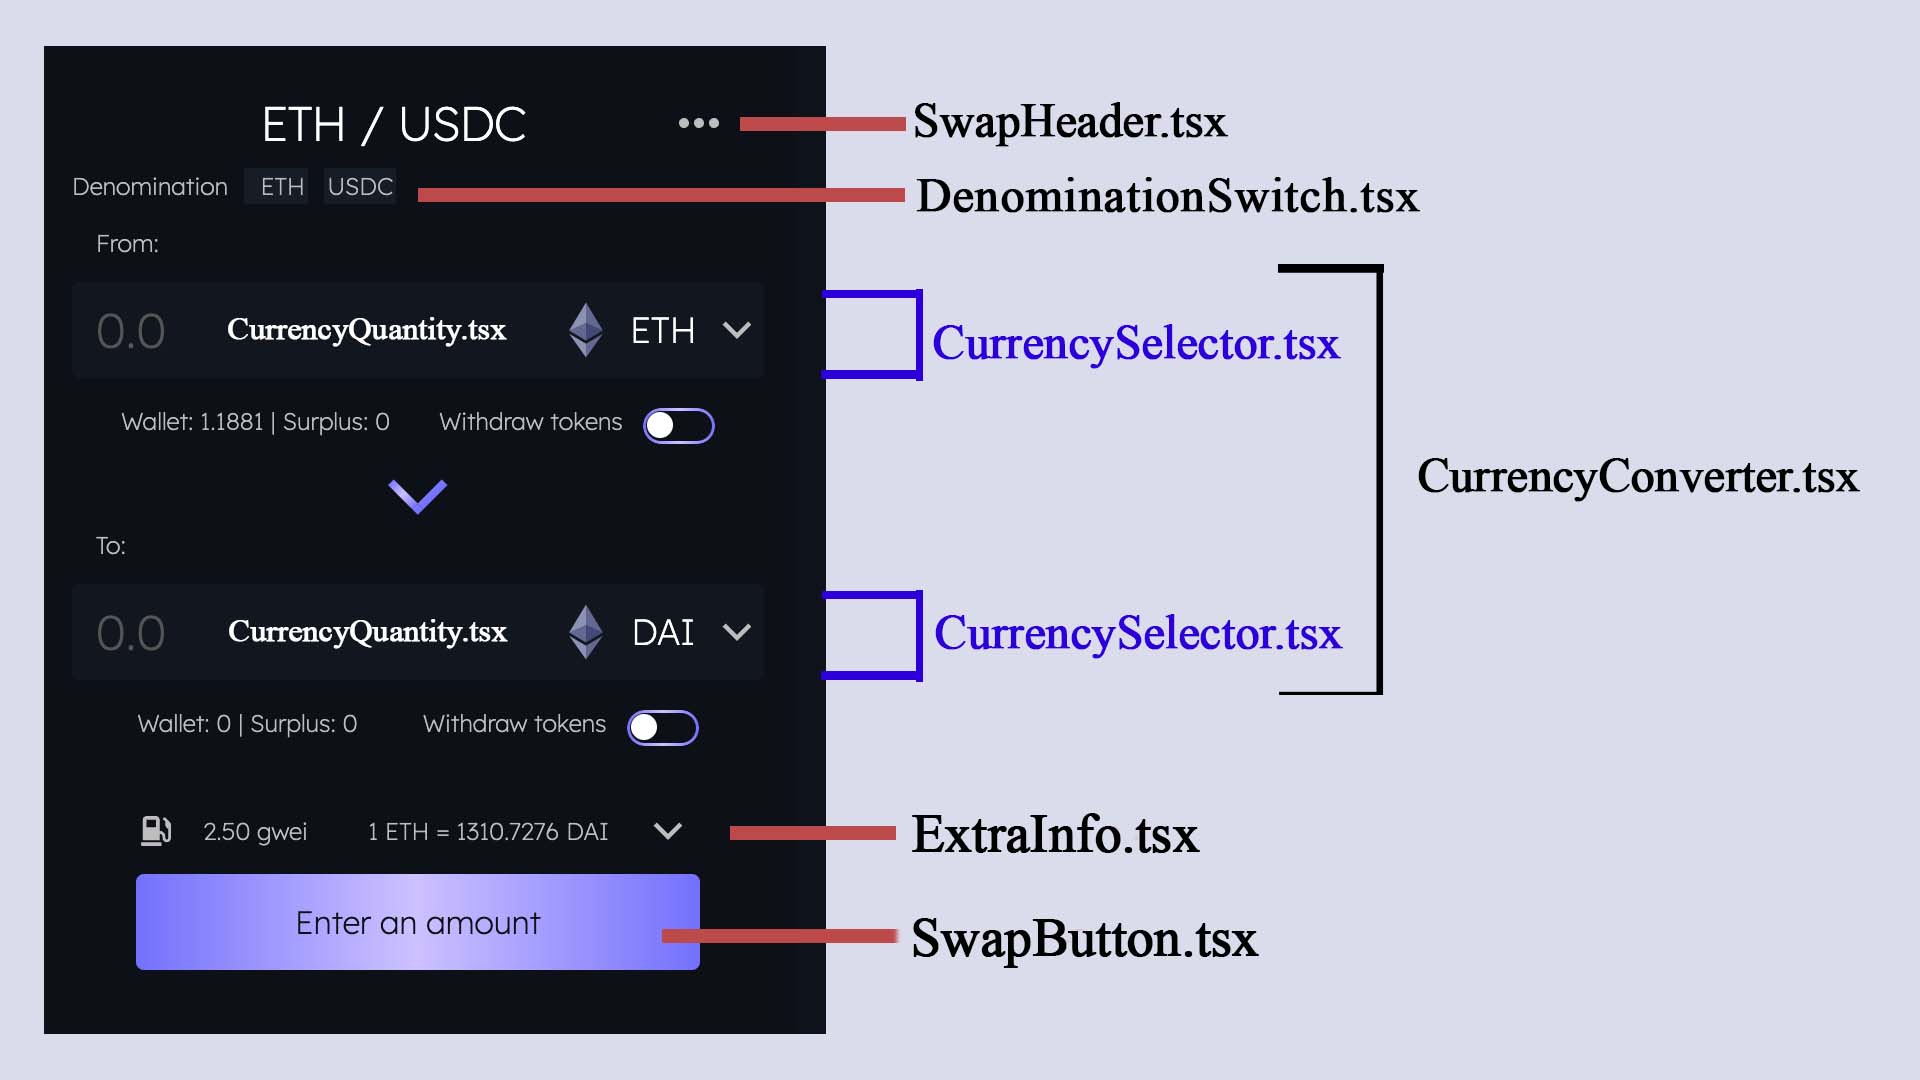 ETH / USDC
SwapHeader.tsx
Denomination ETH USDC
DenominationSwitch.tsx
From:
0.0 CurrencyQuantity.tsx ETH
CurrencySelector.tsx
Wallet: 1.1881 | Surplus: 0 Withdraw tokens
CurrencyConverter.tsx
To:
0.0 CurrencyQuantity.tsx DAI
CurrencySelector.tsx
Wallet: 0 | Surplus: 0 Withdraw tokens
2.50 gwei 1 ETH = 1310.7276 DAI
ExtraInfo.tsx
Enter an amount
SwapButton.tsx